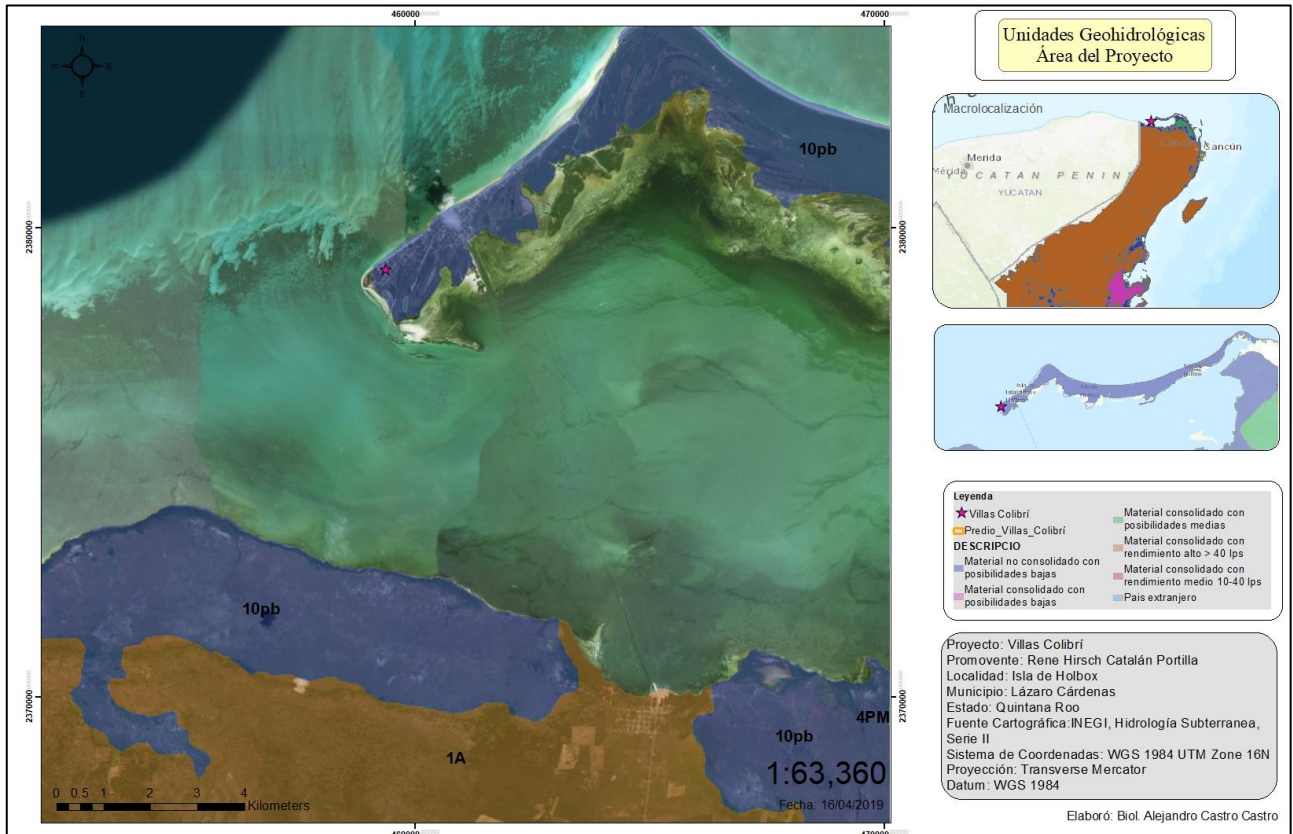 460000
470000
2380000
2370000
N
W
E
S
10pb
10pb
10pb
4PM
1A
1:63,360
Fecha: 16/04/2019
0 0.5 1 2 3 4
Kilometers
460000
470000
2380000
2370000
Unidades Geohidrológicas
Área del Proyecto
Macrolocalización
Merida
Mérida
Cancún
YUCATAN PENINS
YUCATAN
Leyenda
Villas Colibrí
Predio_Villas_Colibrí
DESCRIPCIO
Material no consolidado con
posibilidades bajas
Material consolidado con
posibilidades bajas
Material consolidado con
posibilidades medias
Material consolidado con
rendimiento alto > 40 lps
Material consolidado con
rendimiento medio 10-40 lps
Pais extranjero
Proyecto: Villas Colibrí
Promovente: Rene Hirsch Catalán Portilla
Localidad: Isla de Holbox
Municipio: Lázaro Cárdenas
Estado: Quintana Roo
Fuente Cartográfica:INEGI, Hidrología Subterranea,
Serie II
Sistema de Coordenadas: WGS 1984 UTM Zone 16N
Proyección: Transverse Mercator
Datum: WGS 1984
Elaboró: Biol. Alejandro Castro Castro